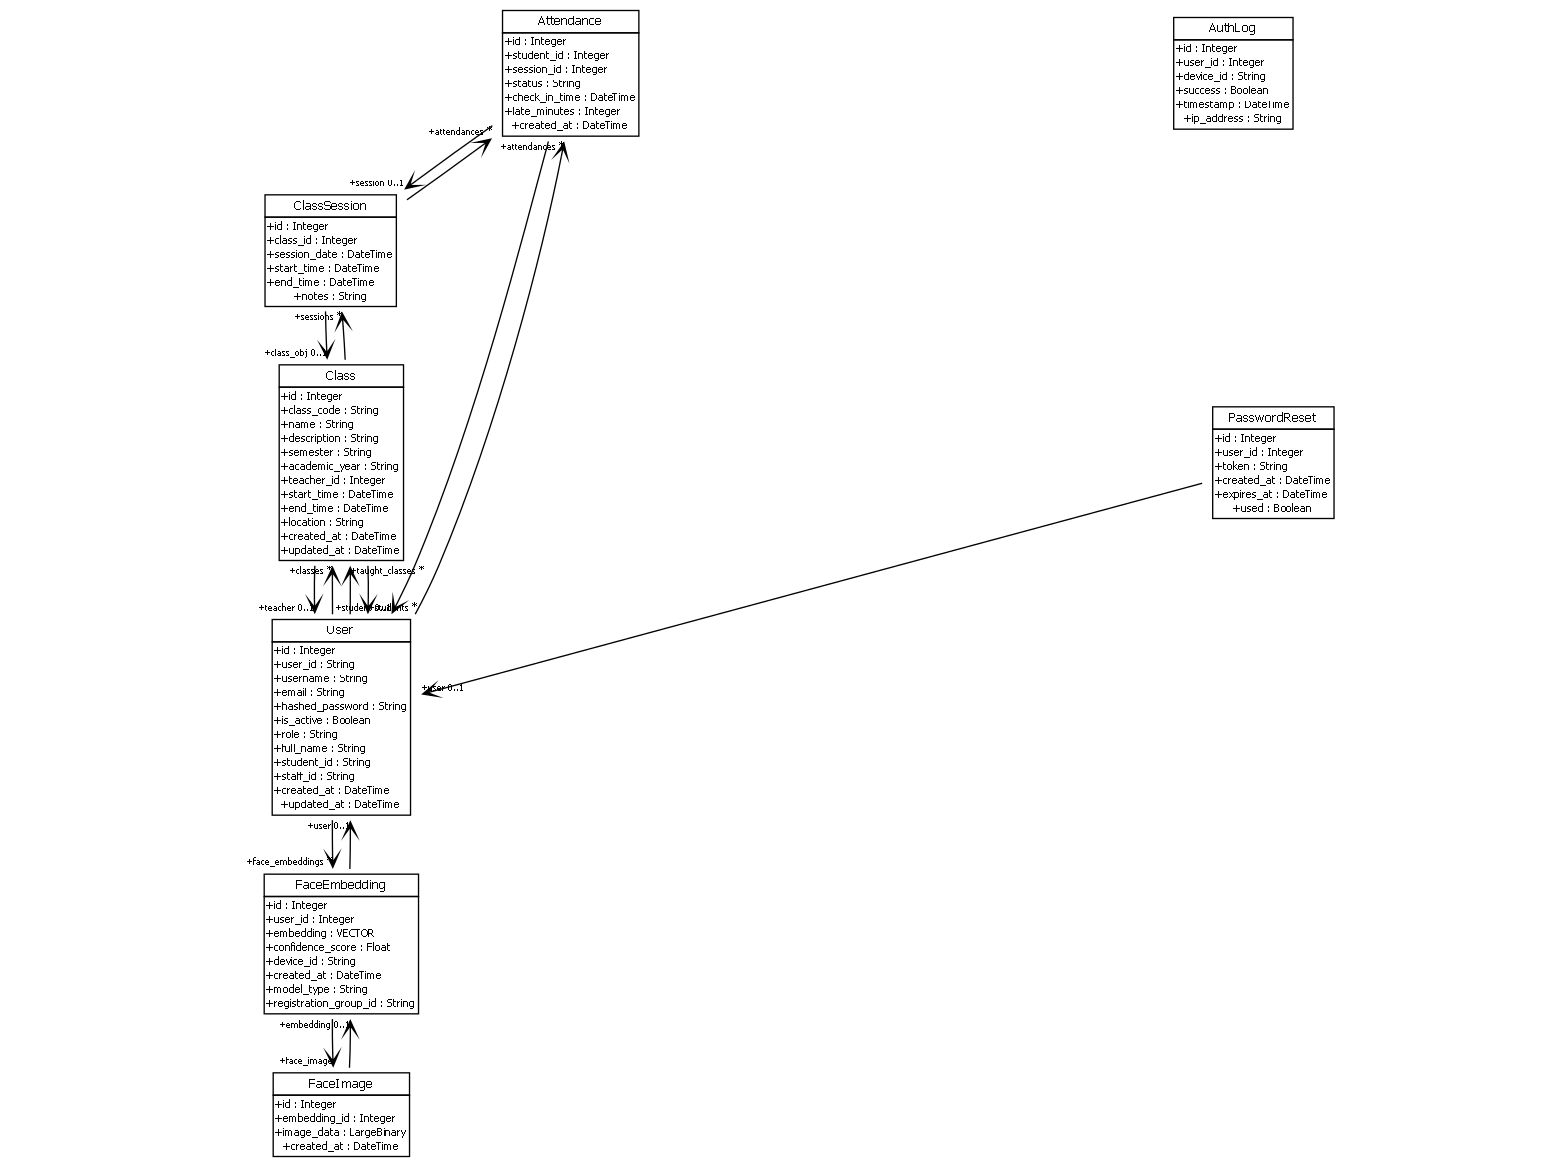 Attendance
+id : Integer
+student_id : Integer
+session_id : Integer
+status : String
+check_in_time : DateTime
+late_minutes : Integer
+created_at : DateTime
AuthLog
+id : Integer
+user_id : Integer
+device_id : String
+success : Boolean
+timestamp : DateTime
+ip_address : String
+attendances *
+attendances *
+session 0..1
ClassSession
+id : Integer
+class_id : Integer
+session_date : DateTime
+start_time : DateTime
+end_time : DateTime
+notes : String
+sessions *
+class_obj 0..1
Class
+id : Integer
+class_code : String
+name : String
+description : String
+semester : String
+academic_year : String
+teacher_id : Integer
+start_time : DateTime
+end_time : DateTime
+location : String
+created_at : DateTime
+updated_at : DateTime
PasswordReset
+id : Integer
+user_id : Integer
+token : String
+created_at : DateTime
+expires_at : DateTime
+used : Boolean
+classes *
+taught_classes *
+teacher 0..1
User
+id : Integer
+user_id : String
+username : String
+email : String
+hashed_password : String
+is_active : Boolean
+role : String
+full_name : String
+student_id : String
+staff_id : String
+created_at : DateTime
+updated_at : DateTime
+user 0..1
+user 0..1
+face_embeddings *
FaceEmbedding
+id : Integer
+user_id : Integer
+embedding : VECTOR
+confidence_score : Float
+device_id : String
+created_at : DateTime
+model_type : String
+registration_group_id : String
+embedding 0..1
FaceImage
+id : Integer
+embedding_id : Integer
+image_data : LargeBinary
+created_at : DateTime